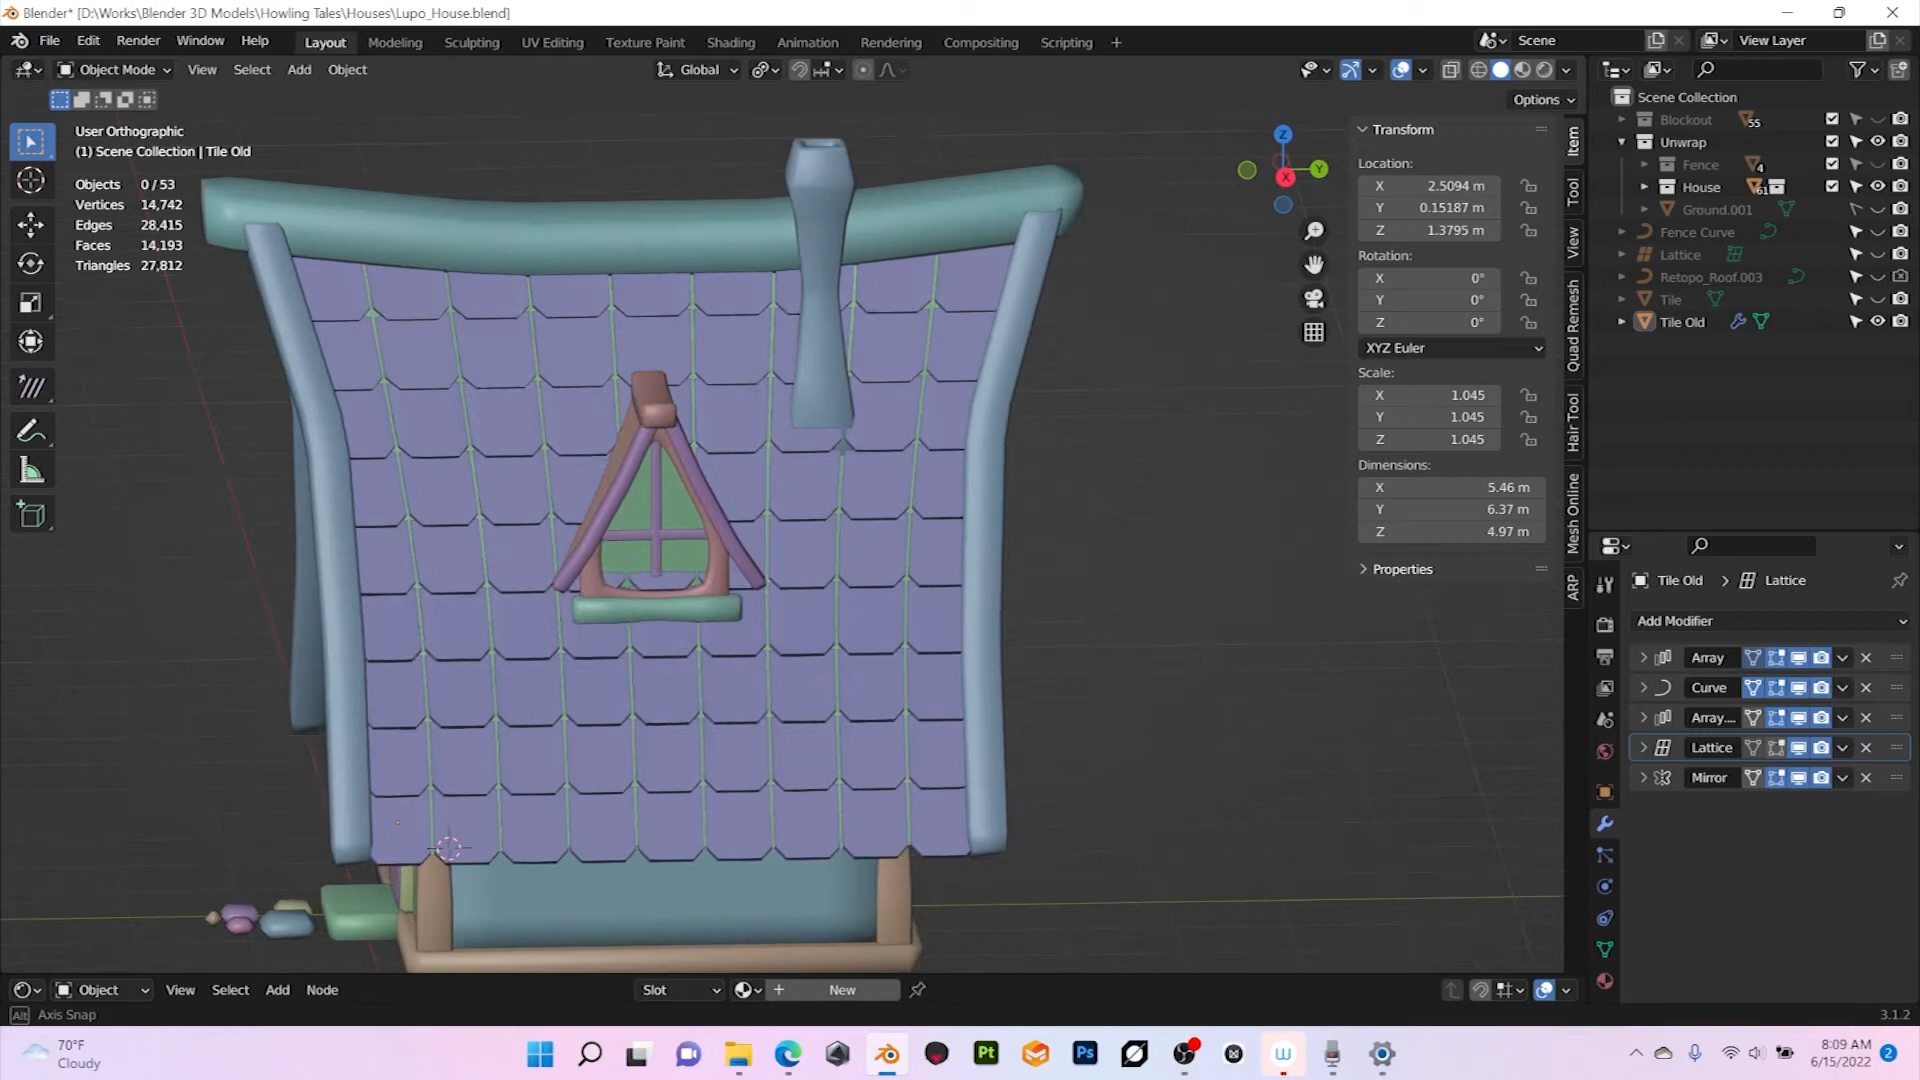 Blender* [D:\Works\Blender 3D Models\Howling Tales\Houses\Lupo_House.blend]
File Edit Render Window Help Layout Modeling Sculpting UV Editing Texture Paint Shading Animation Rendering Compositing Scripting + Scene View Layer
Object Mode View Select Add Object Global
Options
User Orthographic
(1) Scene Collection | Tile Old
Objects 0 / 53
Vertices 14,742
Edges 28,415
Faces 14,193
Triangles 27,812
Z
Y
X
Transform
Location:
X 2.5094 m
Y 0.15187 m
Z 1.3795 m
Rotation:
X 0°
Y 0°
Z 0°
XYZ Euler
Scale:
X 1.045
Y 1.045
Z 1.045
Dimensions:
X 5.46 m
Y 6.37 m
Z 4.97 m
Properties
Item
Tool
View
Quad Remesh
Hair Tool
Mesh Online
ARP
Scene Collection
Blockout 55
Unwrap
Fence 4
House 61
Ground.001
Fence Curve
Lattice
Retopo_Roof.003
Tile
Tile Old
Tile Old > Lattice
Add Modifier
Array
Curve
Array....
Lattice
Mirror
Object View Select Add Node Slot + New
Alt Axis Snap
3.1.2
70°F
Cloudy
Pt
Ps
8:09 AM
6/15/2022
2